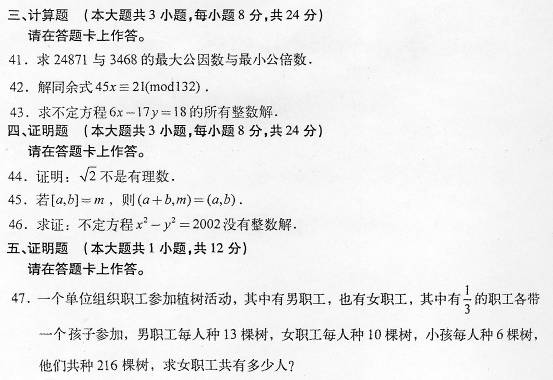 三、计算题 （本大题共3小题,每小题8分,共24分）
请在答题卡上作答。
41．求24871与3468的最大公因数与最小公倍数．
42．解同余式45x≡21(mod132)．
43．求不定方程6x−17y=18的所有整数解．
四、证明题 （本大题共3小题,每小题8分,共24分）
请在答题卡上作答。
44．证明：√2不是有理数．
45．若[a,b]=m，则(a+b,m)=(a,b)．
46．求证：不定方程x²−y²=2002没有整数解．
五、证明题 （本大题共1小题,共12分）
请在答题卡上作答。
47．一个单位组织职工参加植树活动，其中有男职工，也有女职工，其中有1/3的职工各带
一个孩子参加，男职工每人种13棵树，女职工每人种10棵树，小孩每人种6棵树，
他们共种216棵树，求女职工共有多少人？